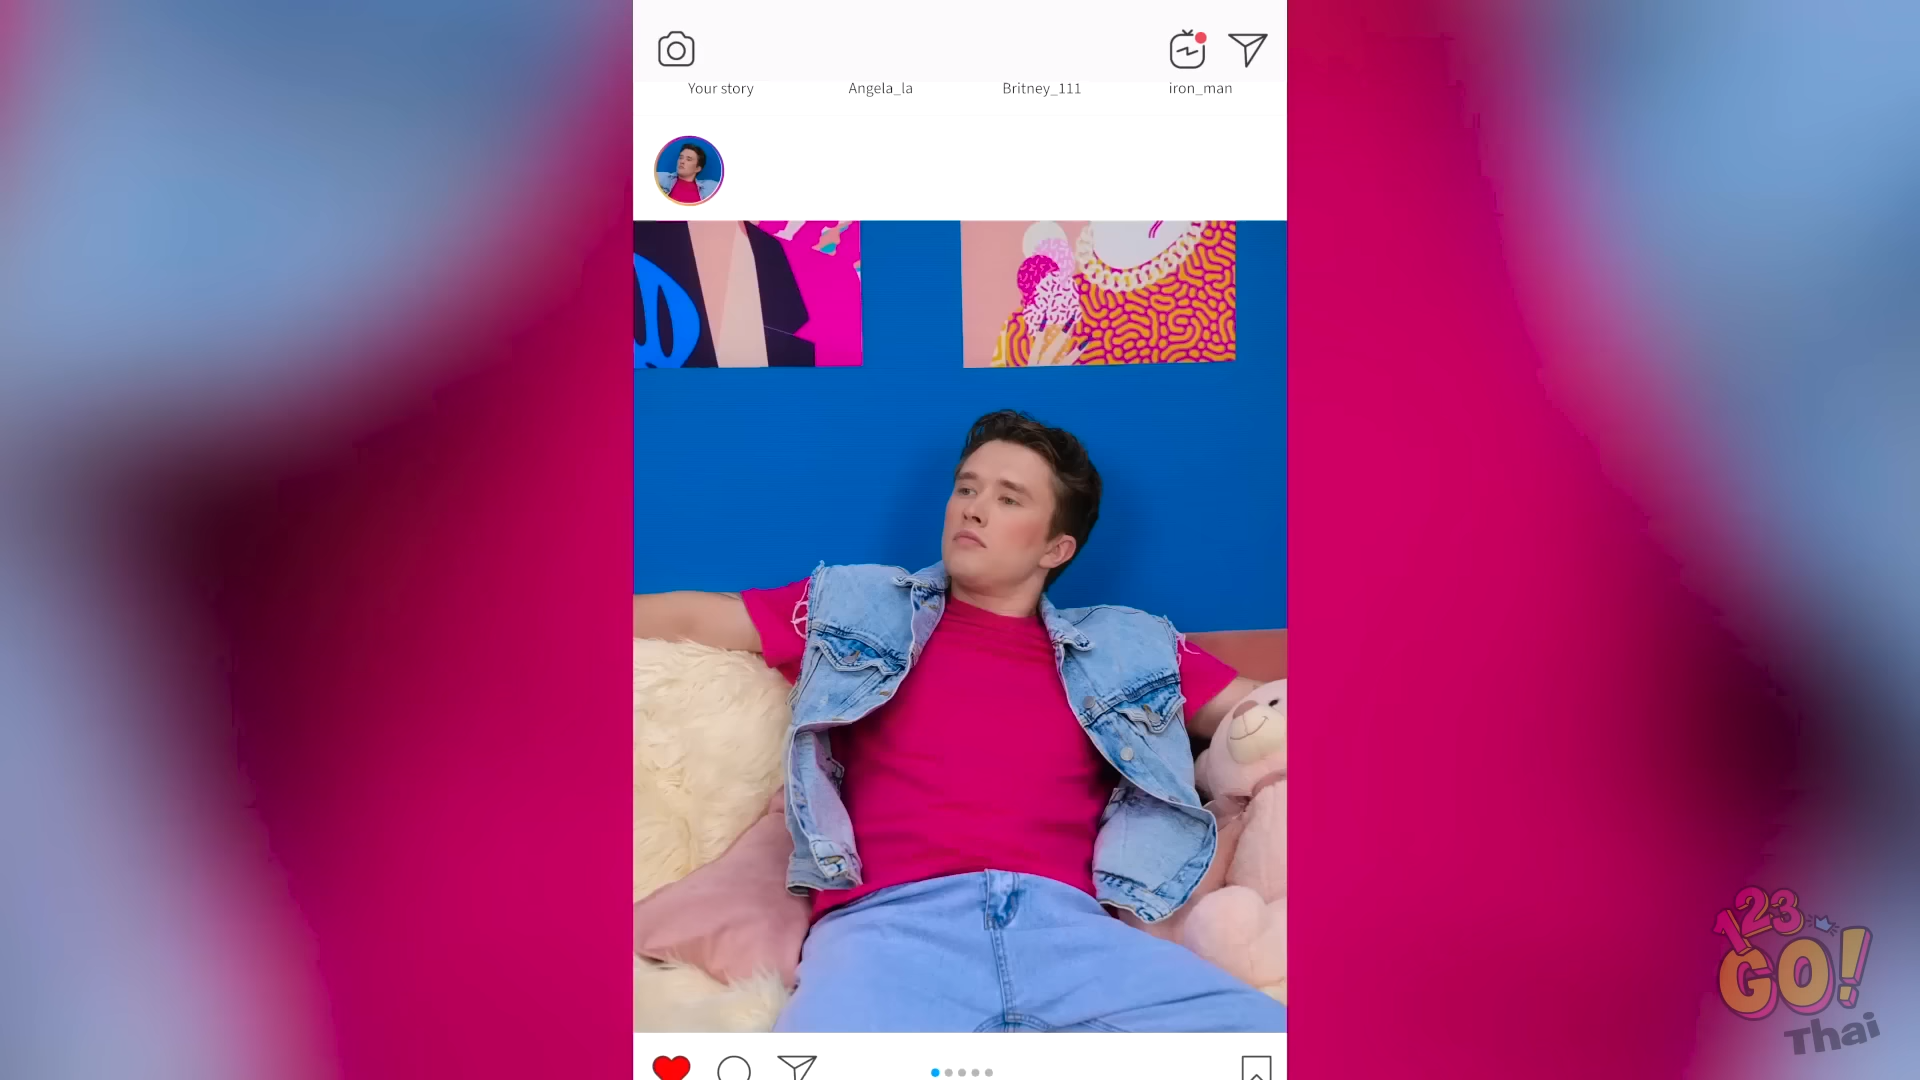 Your story
Angela_la
Britney_111
iron_man
123
GO!
Thai